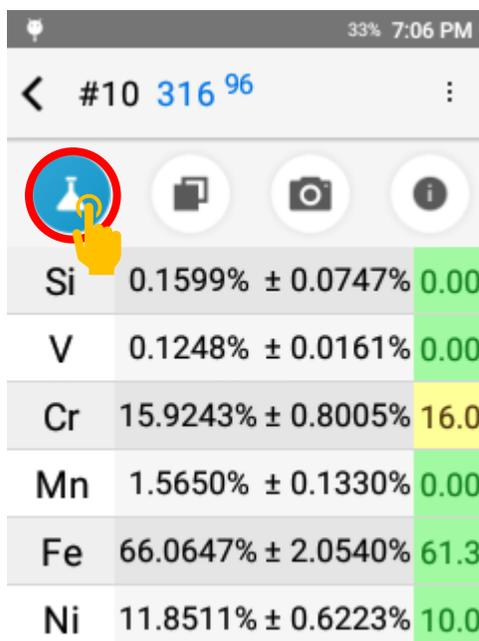 33% 7:06 PM
#10 316 96
Si 0.1599% ± 0.0747% 0.00
V 0.1248% ± 0.0161% 0.00
Cr 15.9243% ± 0.8005% 16.0
Mn 1.5650% ± 0.1330% 0.00
Fe 66.0647% ± 2.0540% 61.3
Ni 11.8511% ± 0.6223% 10.0